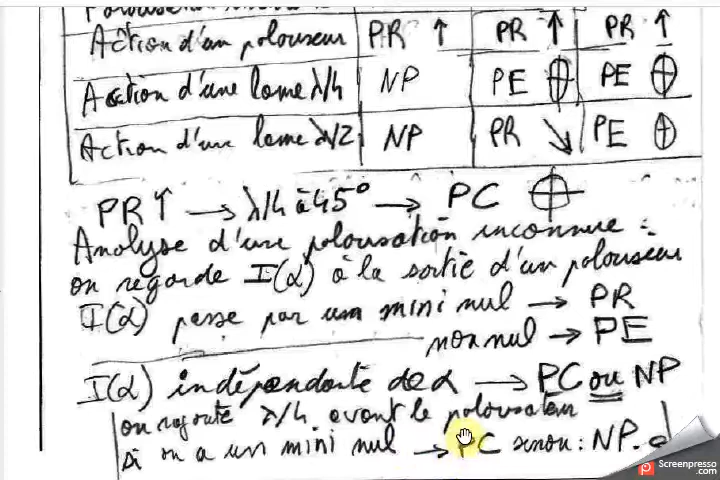 Action d'un polariseur PR ↑ PR ↑ PR ↑
Action d'une lame λ/4 NP PE PE
Action d'une lame λ/2 NP PR ↘ PE
PR ↑ → λ/4 à 45° → PC
Analyse d'une polarisation inconnue :
on regarde I(α) à la sortie d'un polariseur
I(α) passe par un mini nul → PR
non nul → PE
I(α) indépendante de α → PC ou NP
on rajoute λ/4 avant le polariseur
si on a un mini nul → PC sinon : NP.
Screenpresso
.com